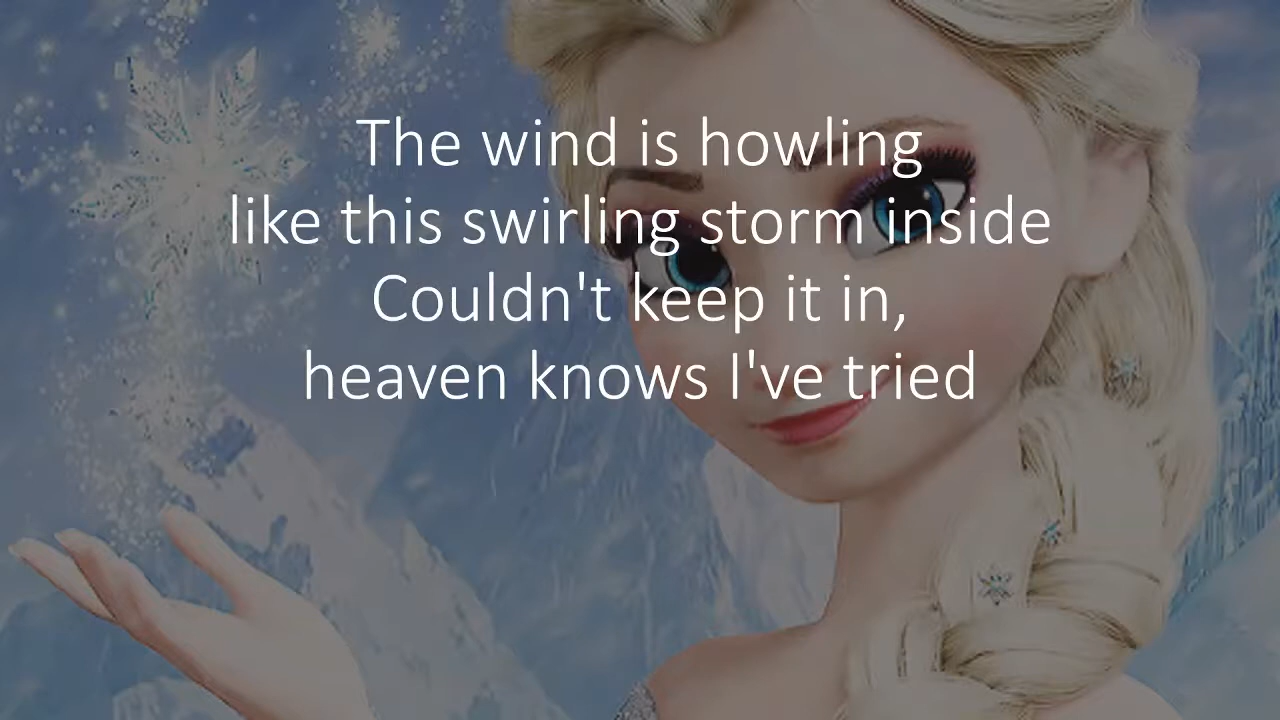 The wind is howling
like this swirling storm inside
Couldn't keep it in,
heaven knows I've tried